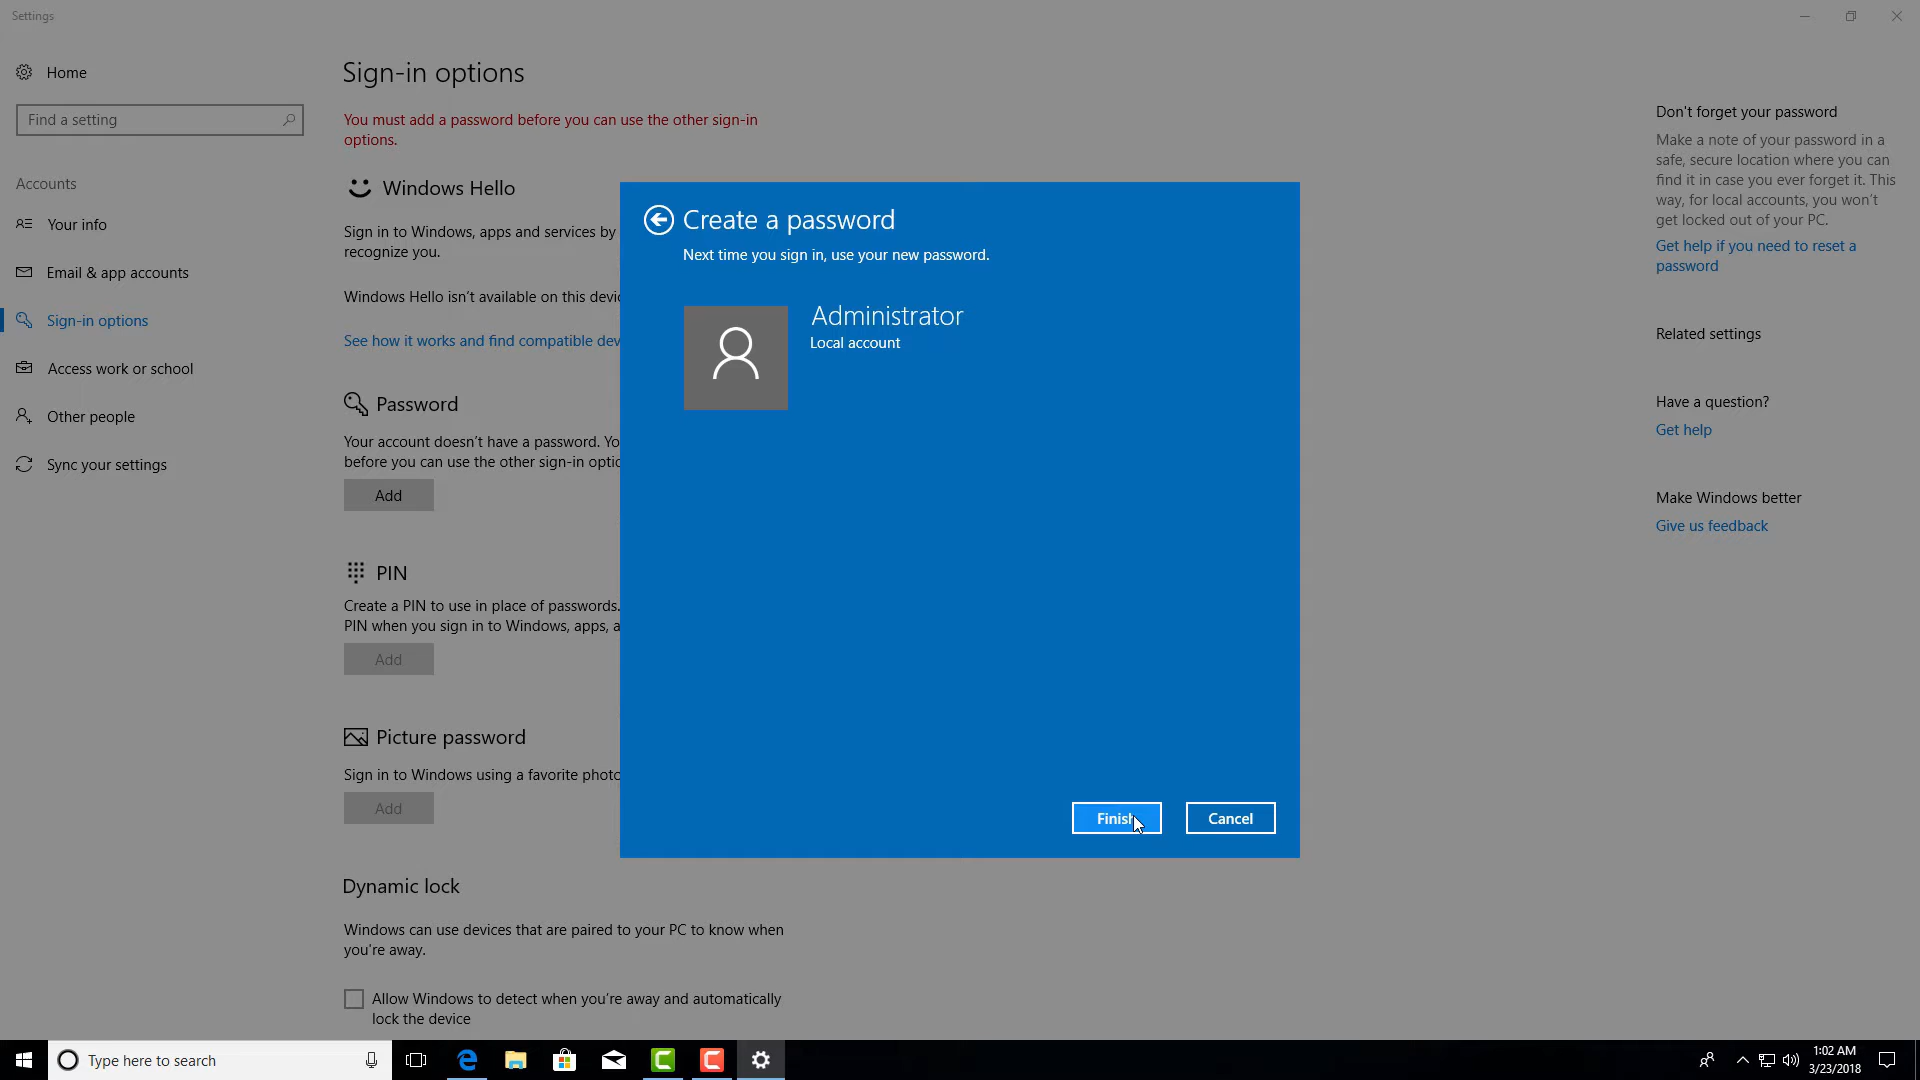 Settings
Home
Find a setting
Accounts
Your info
Email & app accounts
Sign-in options
Access work or school
Other people
Sync your settings
Sign-in options
You must add a password before you can use the other sign-in
options.
Windows Hello
Sign in to Windows, apps and services by
recognize you.
Windows Hello isn't available on this
See how it works and find compatible
Password
Your account doesn't have a password.
before you can use the other sign-in
Add
PIN
Create a PIN to use in place of passwords.
PIN when you sign in to Windows, apps,
Add
Picture password
Sign in to Windows using a favorite photo
Add
Dynamic lock
Windows can use devices that are paired to your PC to know when
you're away.
Allow Windows to detect when you're away and automatically
lock the device
Create a password
Next time you sign in, use your new password.
Administrator
Local account
Finish
Cancel
Don't forget your password
Make a note of your password in a
safe, secure location where you can
find it in case you ever forget it. This
way, for local accounts, you won't
get locked out of your PC.
Get help if you need to reset a
password
Related settings
Have a question?
Get help
Make Windows better
Give us feedback
Type here to search
1:02 AM
3/23/2018